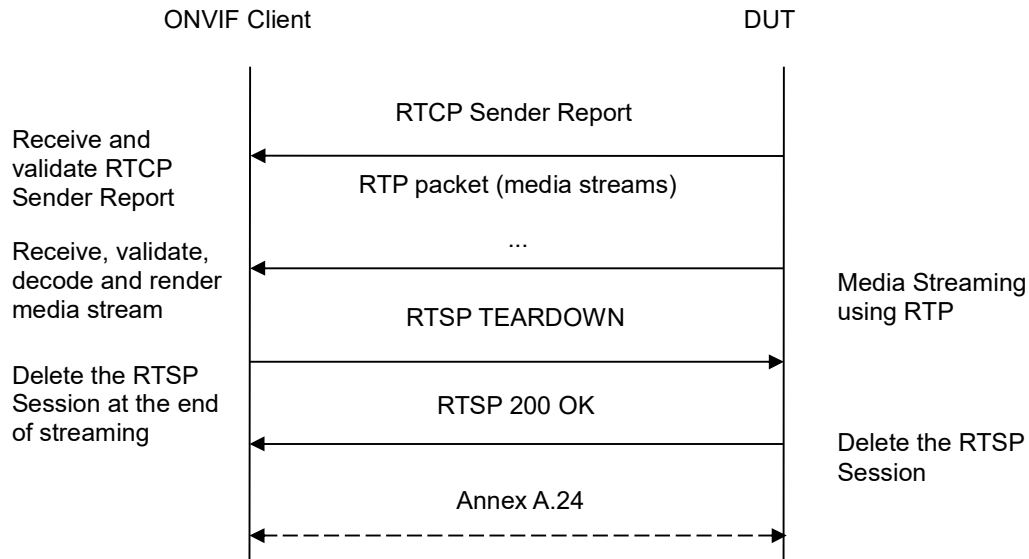 ONVIF Client
DUT
RTCP Sender Report
Receive and
validate RTCP
Sender Report
RTP packet (media streams)
...
Receive, validate,
decode and render
media stream
Media Streaming
using RTP
RTSP TEARDOWN
Delete the RTSP
Session at the end
of streaming
RTSP 200 OK
Delete the RTSP
Session
Annex A.24